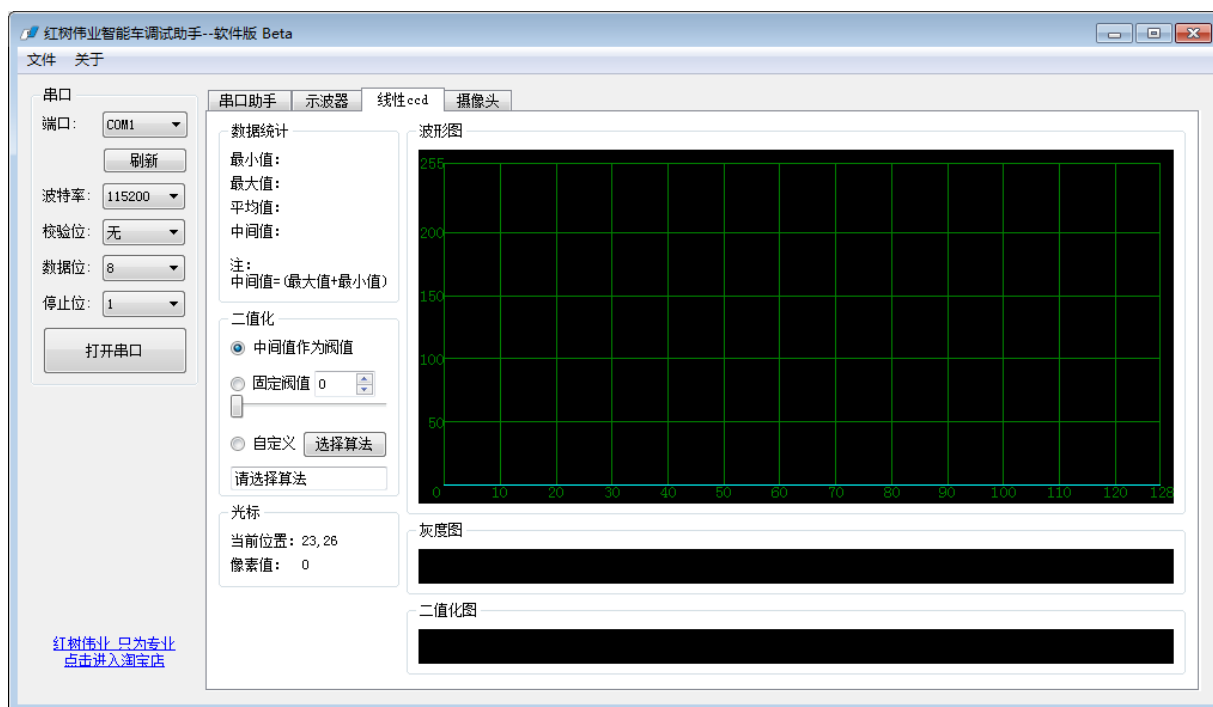 红树伟业智能车调试助手--软件版 Beta
文件 关于
串口
端口: COM1
刷新
波特率: 115200
校验位: 无
数据位: 8
停止位: 1
打开串口
红树伟业 只为专业
点击进入淘宝店
串口助手 示波器 线性ccd 摄像头
数据统计
最小值:
最大值:
平均值:
中间值:
注:
中间值=(最大值+最小值)
二值化
中间值作为阀值
固定阀值 0
自定义 选择算法
请选择算法
光标
当前位置: 23,26
像素值: 0
波形图
255
200
150
100
50
0 10 20 30 40 50 60 70 80 90 100 110 120 128
灰度图
二值化图